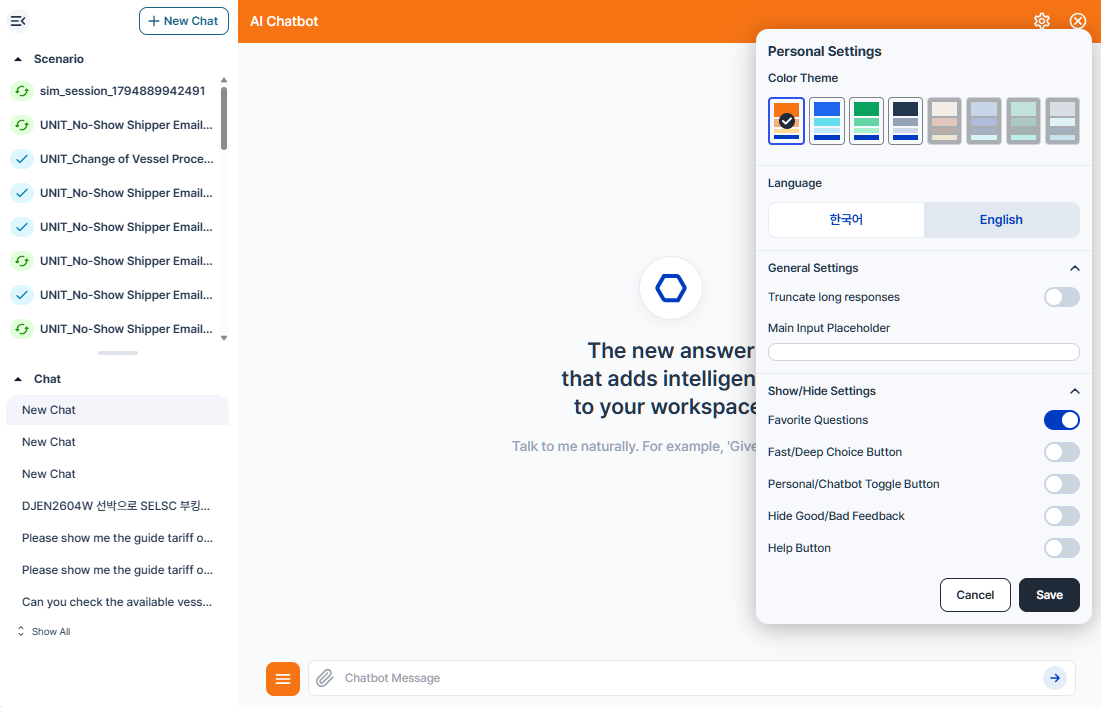 New Chat
Scenario
sim_session_1794889942491
UNIT_No-Show Shipper Email...
UNIT_Change of Vessel Proce...
UNIT_No-Show Shipper Email...
UNIT_No-Show Shipper Email...
UNIT_No-Show Shipper Email...
UNIT_No-Show Shipper Email...
UNIT_No-Show Shipper Email...
Chat
New Chat
New Chat
New Chat
DJEN2604W 선박으로 SELSC 부킹...
Please show me the guide tariff o...
Please show me the guide tariff o...
Can you check the available vess...
Show All
AI Chatbot
The new answer
that adds intelligen
to your workspace
Talk to me naturally. For example, 'Give
Chatbot Message
Personal Settings
Color Theme
Language
한국어
English
General Settings
Truncate long responses
Main Input Placeholder
Show/Hide Settings
Favorite Questions
Fast/Deep Choice Button
Personal/Chatbot Toggle Button
Hide Good/Bad Feedback
Help Button
Cancel
Save